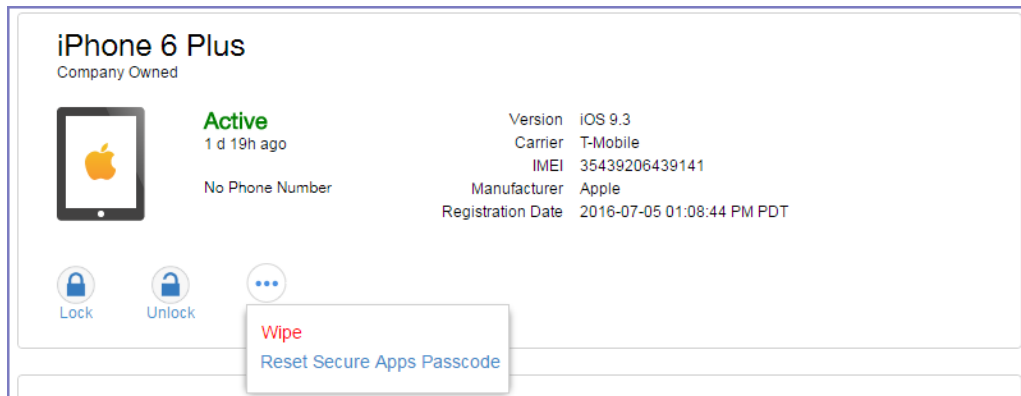 iPhone 6 Plus
Company Owned
Active
1 d 19h ago
No Phone Number
Version iOS 9.3
Carrier T-Mobile
IMEI 35439206439141
Manufacturer Apple
Registration Date 2016-07-05 01:08:44 PM PDT
Lock
Unlock
Wipe
Reset Secure Apps Passcode